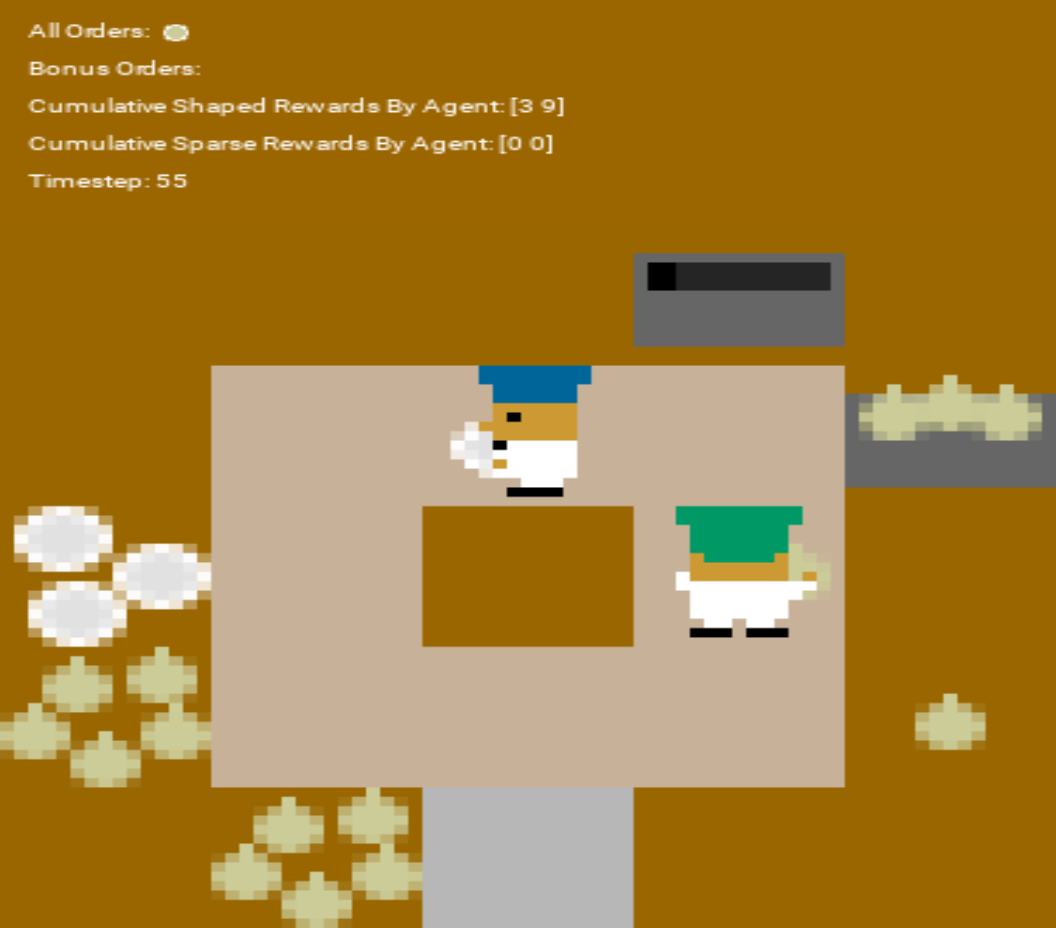 All Orders:
Bonus Orders:
Cumulative Shaped Rewards By Agent: [3 9]
Cumulative Sparse Rewards By Agent: [0 0]
Timestep: 55